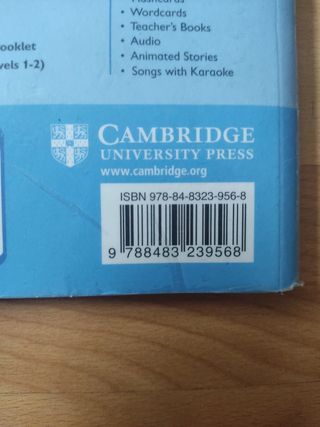 • Flashcards
• Wordcards
• Teacher's Books
ooklet
• Audio
• Animated Stories
vels 1-2)
• Songs with Karaoke
CAMBRIDGE
UNIVERSITY PRESS
www.cambridge.org
ISBN 978-84-8323-956-8
9 788483 239568